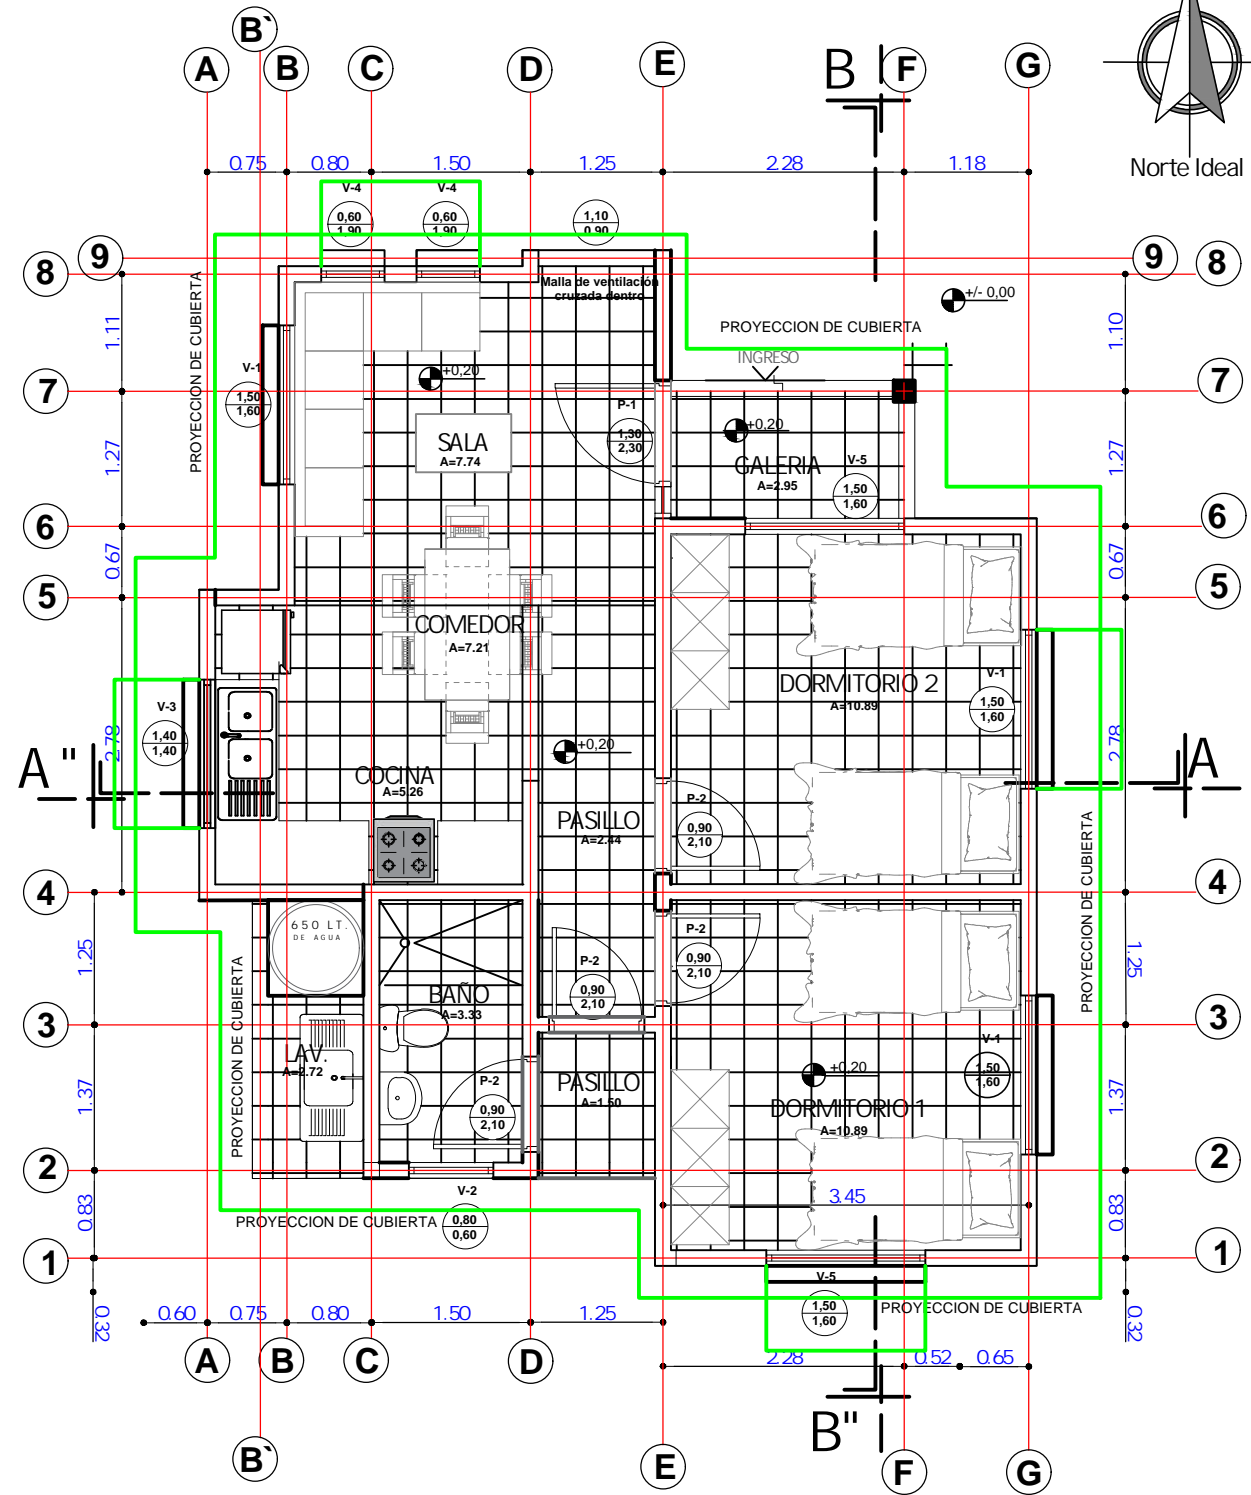 B`
A
B
C
D
E
B
F
G
Norte Ideal
0.75
0.80
1.50
1.25
2.28
1.18
V-4
V-4
0,60
1,90
0,60
1,90
1,10
0,90
9
9
8
8
Malla de ventilación
cruzada dentro
+/- 0,00
PROYECCION DE CUBIERTA
PROYECCION DE CUBIERTA
1.11
1.10
INGRESO
V-1
1,50
1,60
+0,20
7
7
P-1
1,30
2,30
+0,20
SALA
A=7.74
GALERIA
A=2.95
V-5
1,50
1,60
1.27
1.27
6
6
0.67
0.67
5
5
COMEDOR
A=7.21
DORMITORIO 2
A=10.89
V-1
1,50
1,60
V-3
1,40
1,40
2.78
2.78
+0,20
A"
A
COCINA
A=5.26
PASILLO
A=2.44
P-2
0,90
2,10
PROYECCION DE CUBIERTA
4
4
650 LT.
DE AGUA
P-2
0,90
2,10
P-2
0,90
2,10
1.25
1.25
BAÑO
A=3.33
PROYECCION DE CUBIERTA
3
3
LAV.
A=2.72
V-1
1,50
1,60
+0,20
P-2
0,90
2,10
PASILLO
A=1.50
DORMITORIO 1
A=10.89
1.37
1.37
2
2
V-2
0,80
0,60
3.45
0.83
0.83
PROYECCION DE CUBIERTA
1
1
V-5
1,50
1,60
PROYECCION DE CUBIERTA
0.32
0.32
0.60
0.75
0.80
1.50
1.25
A
B
C
D
2.28
0.52
0.65
B"
B`
E
F
G